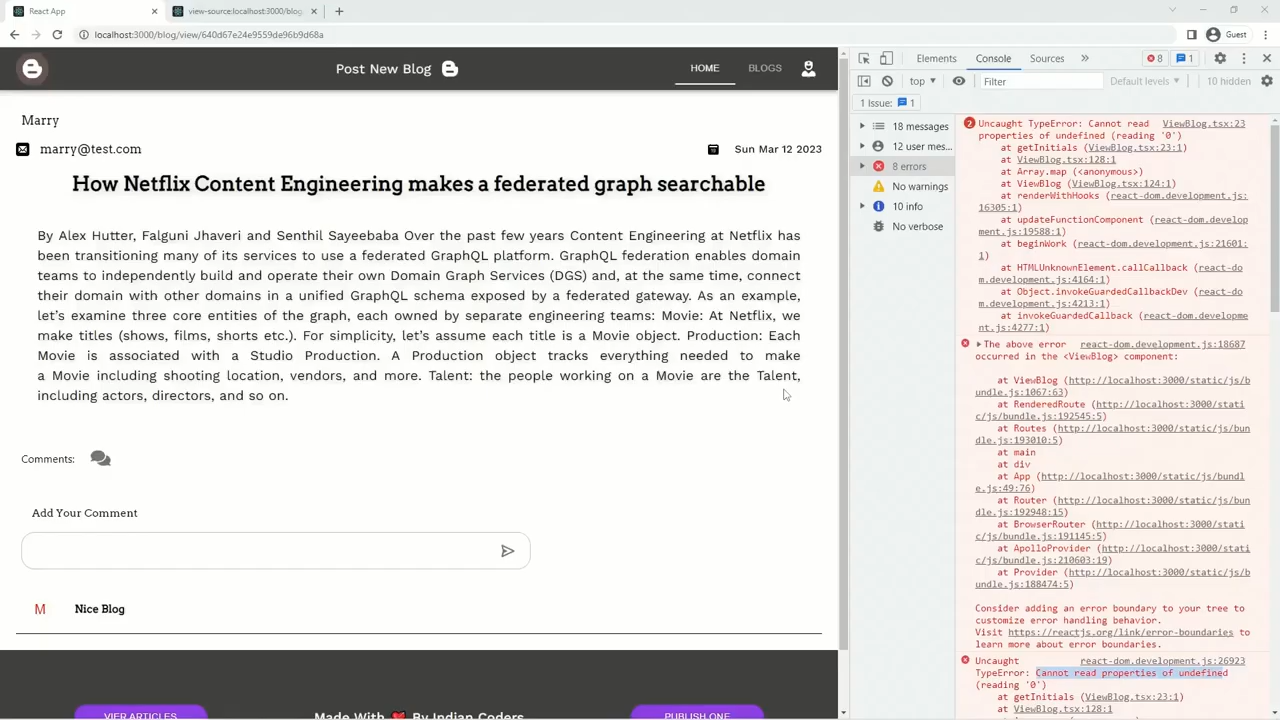 React App
view-source:localhost:3000/blog
localhost:3000/blog/view/640d67e24e9559de96b9d68a
Guest
Post New Blog
HOME
BLOGS
Marry
marry@test.com
Sun Mar 12 2023
How Netflix Content Engineering makes a federated graph searchable
By Alex Hutter, Falguni Jhaveri and Senthil Sayeebaba Over the past few years Content Engineering at Netflix has
been transitioning many of its services to use a federated GraphQL platform. GraphQL federation enables domain
teams to independently build and operate their own Domain Graph Services (DGS) and, at the same time, connect
their domain with other domains in a unified GraphQL schema exposed by a federated gateway. As an example,
let's examine three core entities of the graph, each owned by separate engineering teams: Movie: At Netflix, we
make titles (shows, films, shorts etc.). For simplicity, let's assume each title is a Movie object. Production: Each
Movie is associated with a Studio Production. A Production object tracks everything needed to make
a Movie including shooting location, vendors, and more. Talent: the people working on a Movie are the Talent,
including actors, directors, and so on.
Comments:
Add Your Comment
M
Nice Blog
VIER ARTICLES
Made With ❤️ By Indian Coders
PUBLISH ONE
Elements
Console
Sources
8
1
top
Filter
Default levels
10 hidden
1 Issue: 1
18 messages
12 user mes...
8 errors
No warnings
10 info
No verbose
2 Uncaught TypeError: Cannot read ViewBlog.tsx:23
properties of undefined (reading '0')
at getInitials (ViewBlog.tsx:23:1)
at ViewBlog.tsx:128:1
at Array.map (<anonymous>)
at ViewBlog (ViewBlog.tsx:124:1)
at renderWithHooks (react-dom.development.js:
16305:1)
at updateFunctionComponent (react-dom.develop
ment.js:19588:1)
at beginWork (react-dom.development.js:21601:
1)
at HTMLUnknownElement.callCallback (react-do
m.development.js:4164:1)
at Object.invokeGuardedCallbackDev (react-do
m.development.js:4213:1)
at invokeGuardedCallback (react-dom.developme
nt.js:4277:1)
The above error react-dom.development.js:18687
occurred in the <ViewBlog> component:
at ViewBlog (http://localhost:3000/static/js/b
undle.js:1067:63)
at RenderedRoute (http://localhost:3000/stati
c/js/bundle.js:192545:5)
at Routes (http://localhost:3000/static/js/bun
dle.js:193010:5)
at main
at div
at App (http://localhost:3000/static/js/bundl
e.js:49:76)
at Router (http://localhost:3000/static/js/bun
dle.js:192948:15)
at BrowserRouter (http://localhost:3000/stati
c/js/bundle.js:191145:5)
at ApolloProvider (http://localhost:3000/stati
c/js/bundle.js:210603:19)
at Provider (http://localhost:3000/static/js/b
undle.js:188474:5)
Consider adding an error boundary to your tree to
customize error handling behavior.
Visit https://reactjs.org/link/error-boundaries to
learn more about error boundaries.
Uncaught react-dom.development.js:26923
TypeError: Cannot read properties of undefined
(reading '0')
at getInitials (ViewBlog.tsx:23:1)
at ViewBlog.tsx:128:1